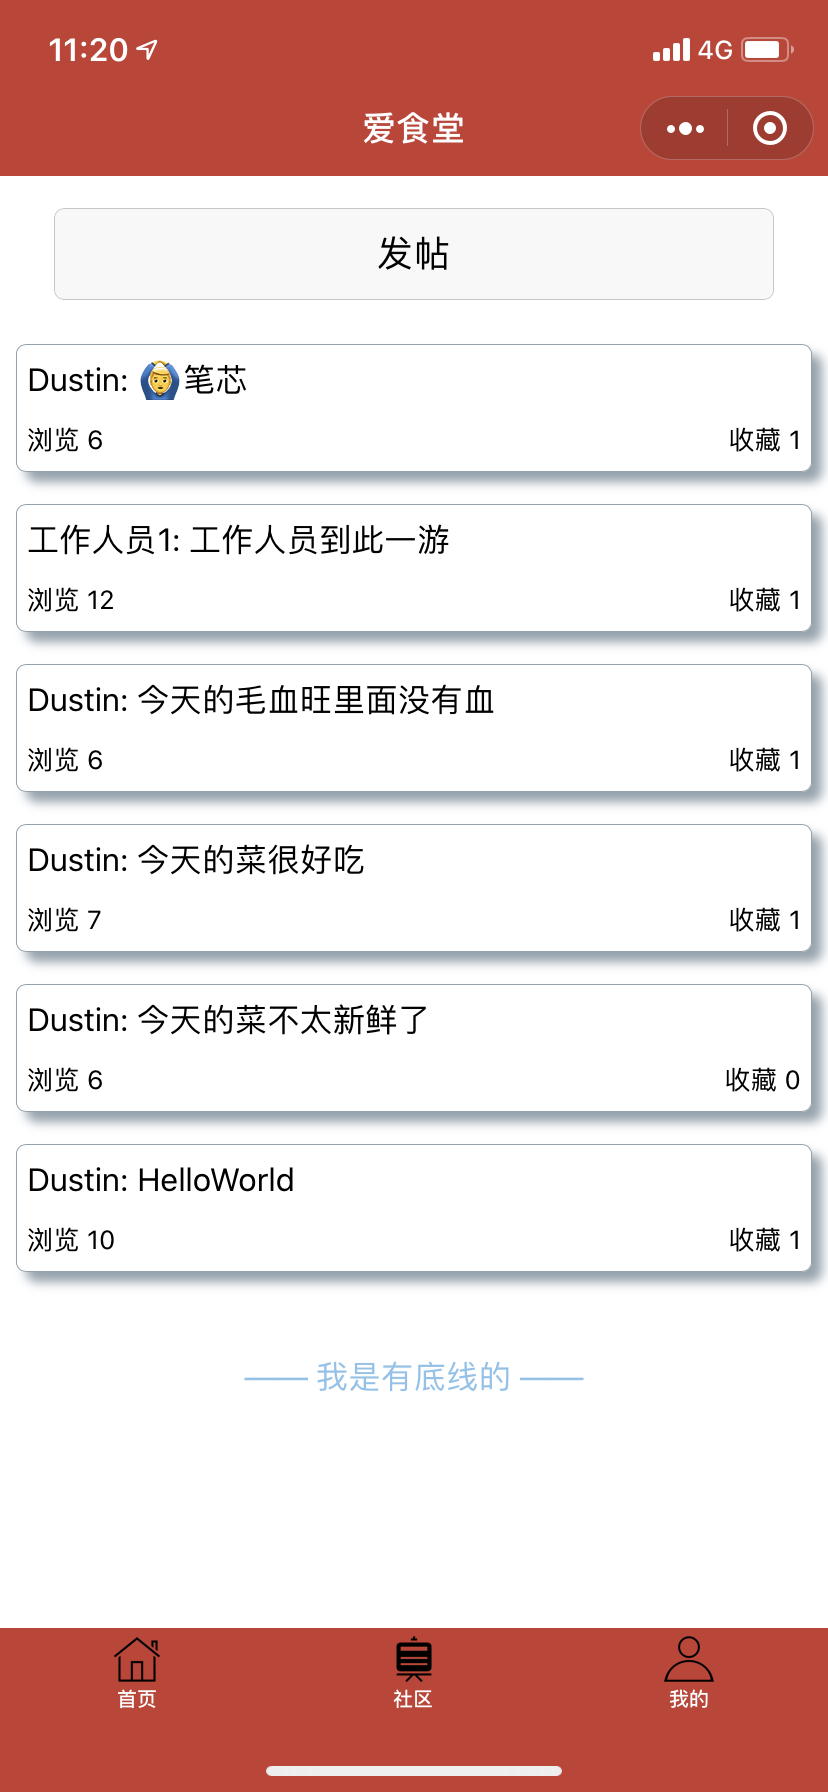 11:20
4G
爱食堂
发帖
Dustin: 🙆‍♂️笔芯
浏览 6 收藏 1
工作人员1: 工作人员到此一游
浏览 12 收藏 1
Dustin: 今天的毛血旺里面没有血
浏览 6 收藏 1
Dustin: 今天的菜很好吃
浏览 7 收藏 1
Dustin: 今天的菜不太新鲜了
浏览 6 收藏 0
Dustin: HelloWorld
浏览 10 收藏 1
—— 我是有底线的 ——
首页 社区 我的